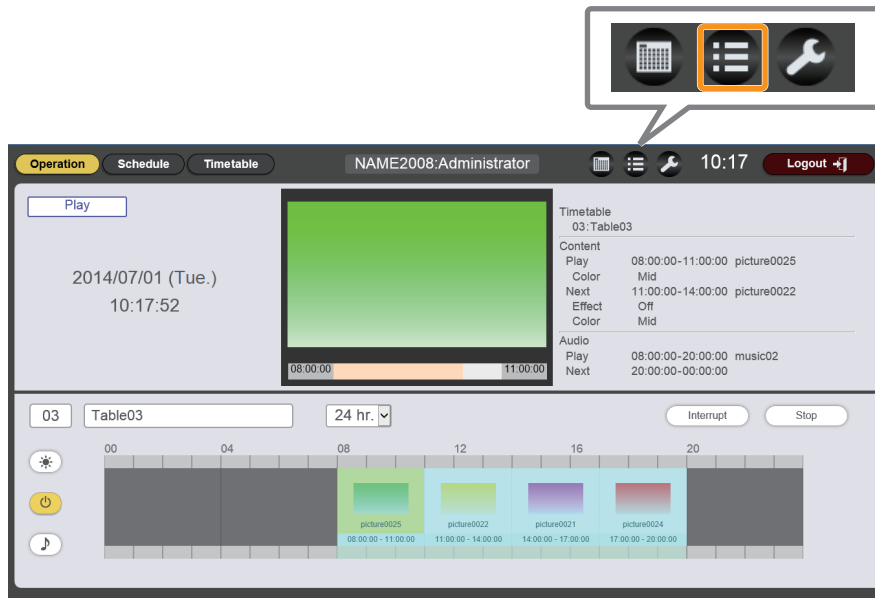 Operation Schedule Timetable NAME2008:Administrator 10:17 Logout
Play
2014/07/01 (Tue.)
10:17:52
08:00:00 11:00:00
Timetable
03:Table03
Content
Play 08:00:00-11:00:00 picture0025
Color Mid
Next 11:00:00-14:00:00 picture0022
Effect Off
Color Mid
Audio
Play 08:00:00-20:00:00 music02
Next 20:00:00-00:00:00
03 Table03 24 hr. Interrupt Stop
00 04 08 12 16 20
picture0025 picture0022 picture0021 picture0024
08:00:00 - 11:00:00 11:00:00 - 14:00:00 14:00:00 - 17:00:00 17:00:00 - 20:00:00